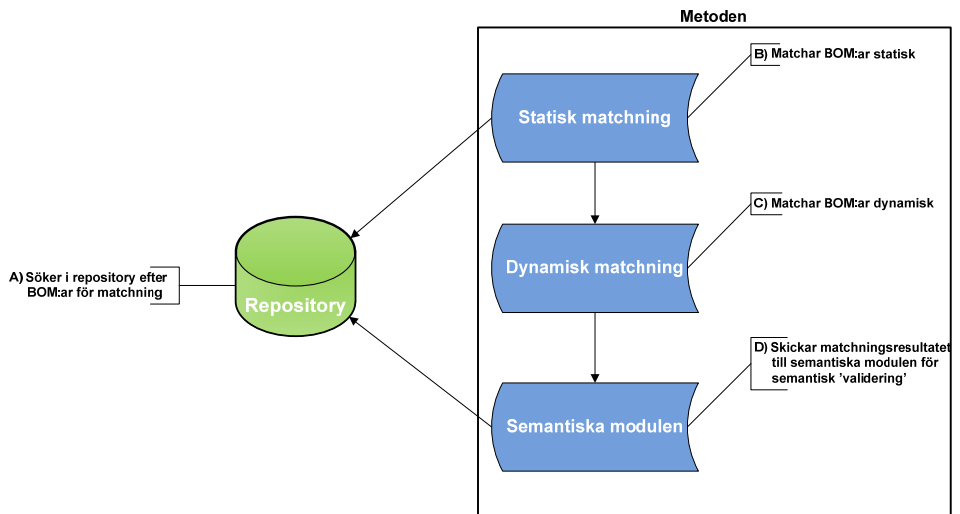 Metoden
B) Matchar BOM:ar statisk
Statisk matchning
C) Matchar BOM:ar dynamisk
Dynamisk matchning
A) Söker i repository efter
BOM:ar för matchning
Repository
D) Skickar matchningsresultatet
till semantiska modulen för
semantisk ’validering’
Semantiska modulen